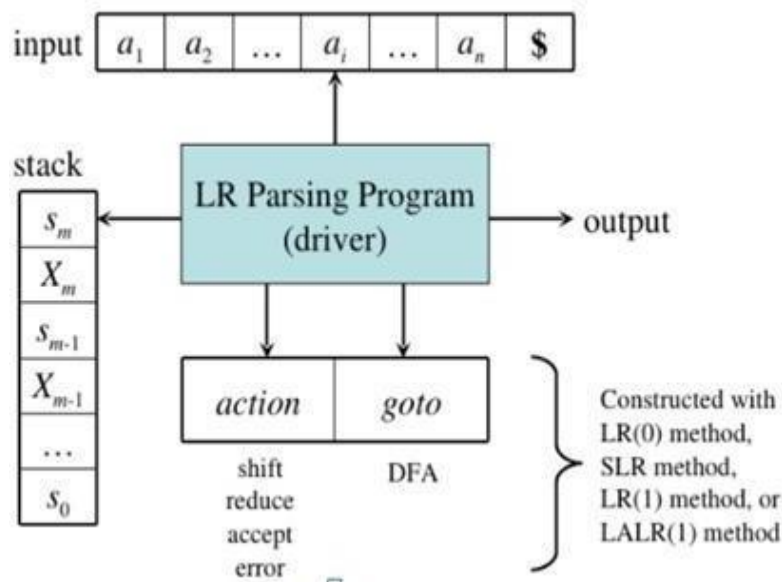 input a₁ a₂ … aᵢ … aₙ $
stack
sₘ
Xₘ
sₘ₋₁
Xₘ₋₁
…
s₀
LR Parsing Program
(driver)
output
action goto
shift
reduce
accept
error
DFA
Constructed with
LR(0) method,
SLR method,
LR(1) method, or
LALR(1) method